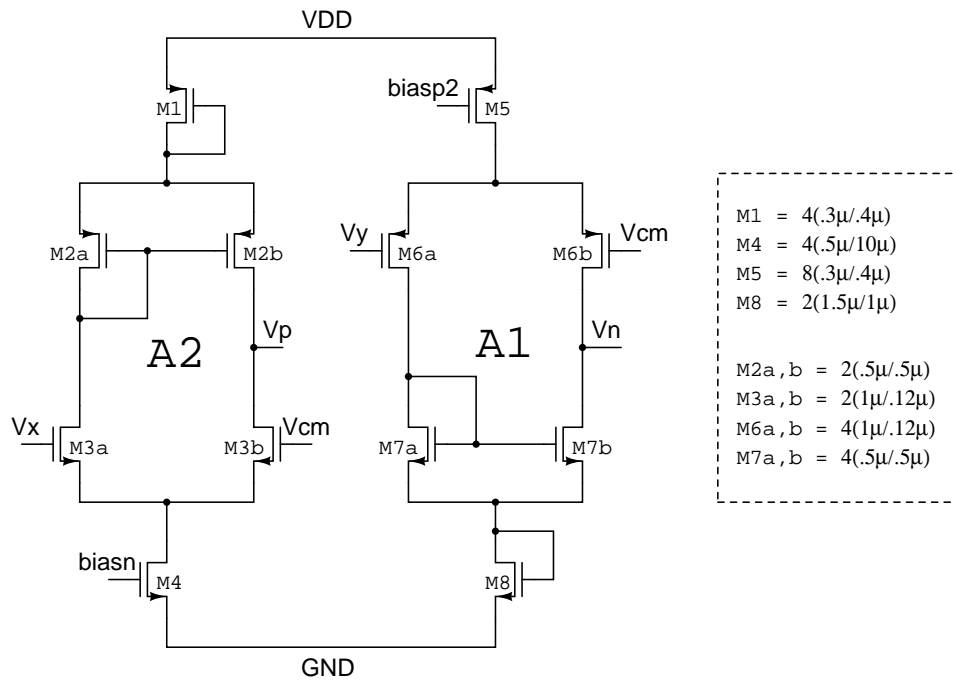 VDD
biasp2
M1
M5
M2a
M2b
Vy
M6a
M6b
Vcm
A2
Vp
A1
Vn
Vx
M3a
M3b
Vcm
M7a
M7b
biasn
M4
M8
GND
M1 = 4(.3µ/.4µ)
M4 = 4(.5µ/10µ)
M5 = 8(.3µ/.4µ)
M8 = 2(1.5µ/1µ)
M2a,b = 2(.5µ/.5µ)
M3a,b = 2(1µ/.12µ)
M6a,b = 4(1µ/.12µ)
M7a,b = 4(.5µ/.5µ)